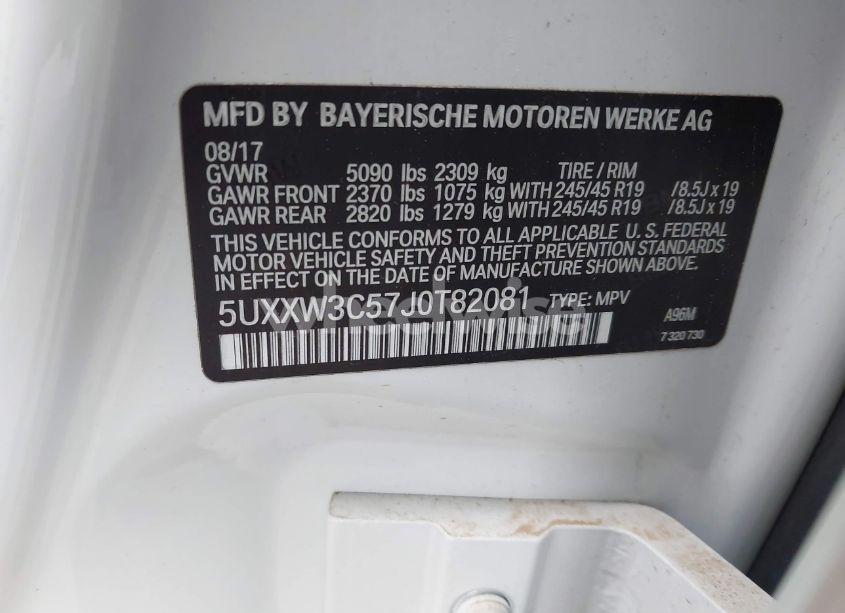 MFD BY BAYERISCHE MOTOREN WERKE AG
08/17
GVWR 5090 lbs 2309 kg TIRE / RIM
GAWR FRONT 2370 lbs 1075 kg WITH 245/45 R19 /8.5J x 19
GAWR REAR 2820 lbs 1279 kg WITH 245/45 R19 /8.5J x 19
THIS VEHICLE CONFORMS TO ALL APPLICABLE U. S. FEDERAL
MOTOR VEHICLE SAFETY AND THEFT PREVENTION STANDARDS
IN EFFECT ON THE DATE OF MANUFACTURE SHOWN ABOVE.
5UXXW3C57J0T82081 TYPE: MPV
A96M
7 320 730